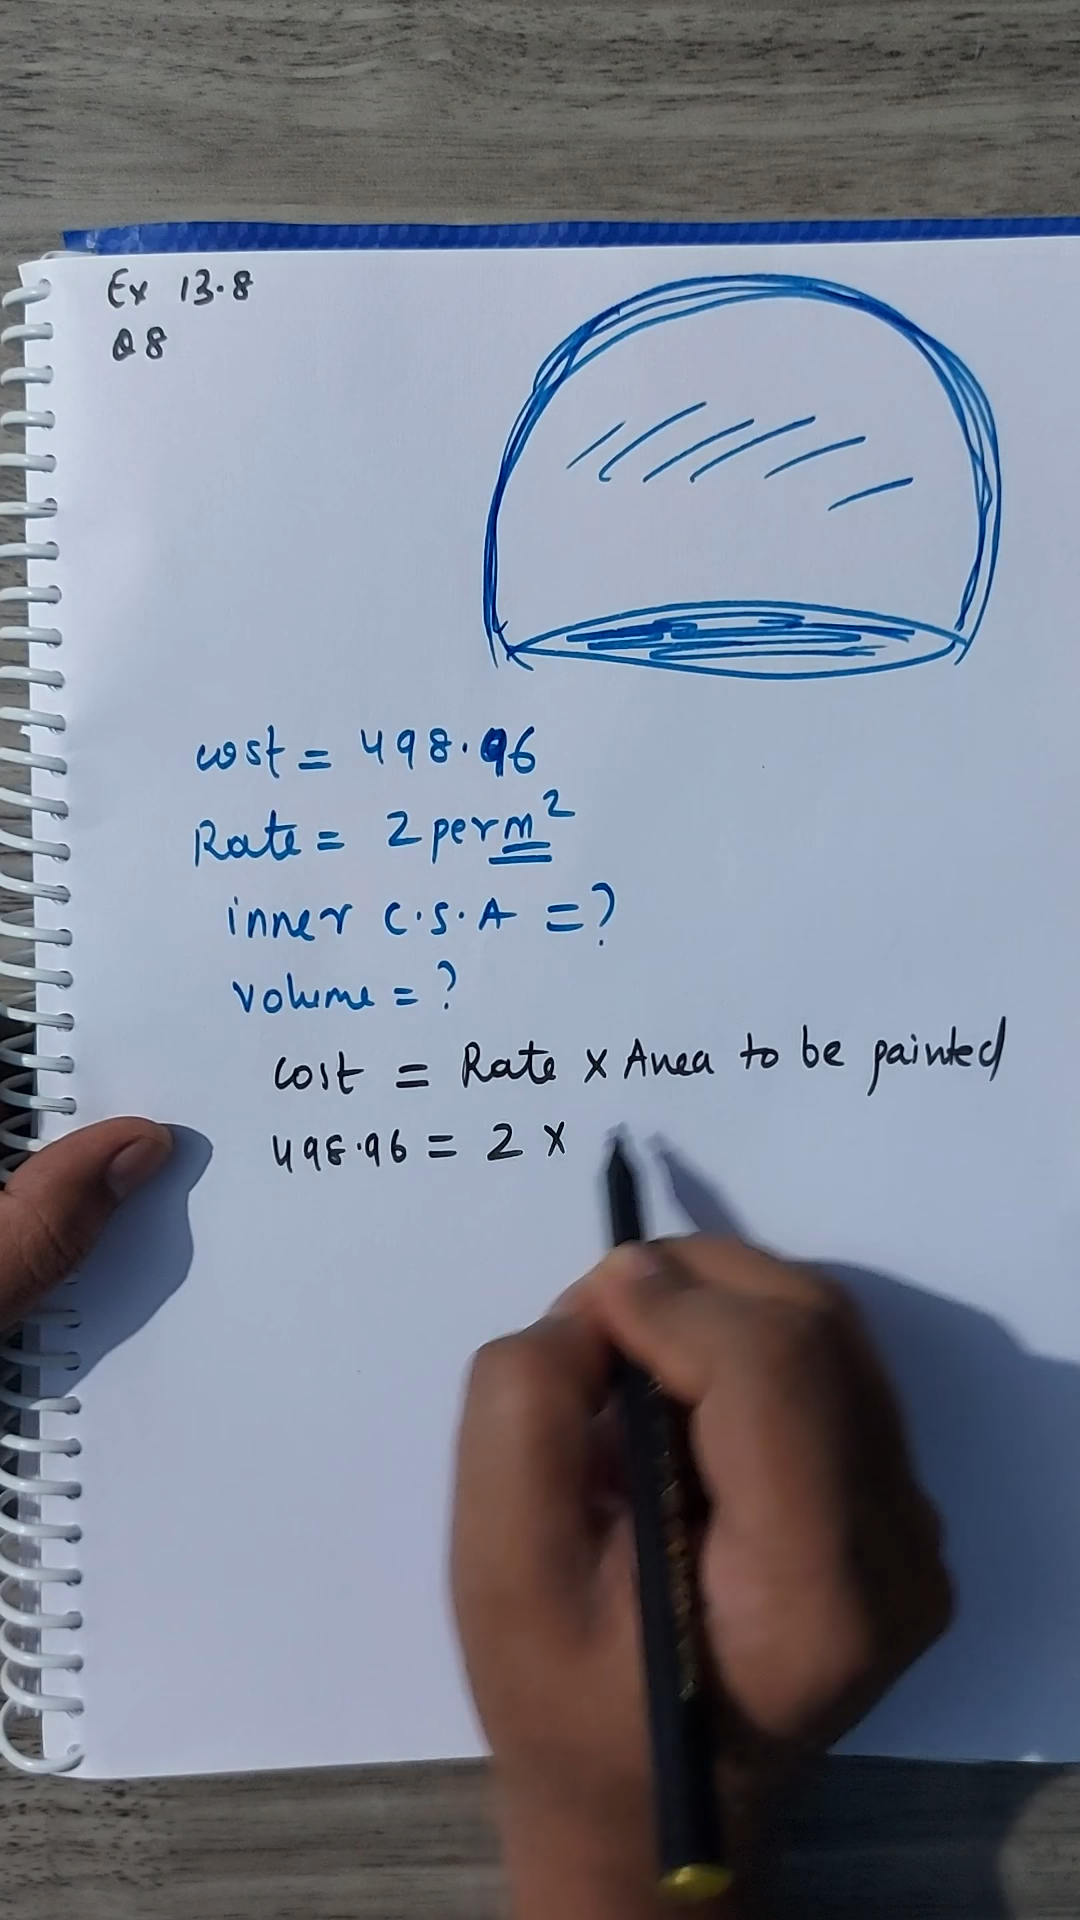 Ex 13.8
Q8
cost = 498.96
Rate = 2 per m²
inner C.S.A = ?
volume = ?
cost = Rate x Area to be painted
498.96 = 2 x